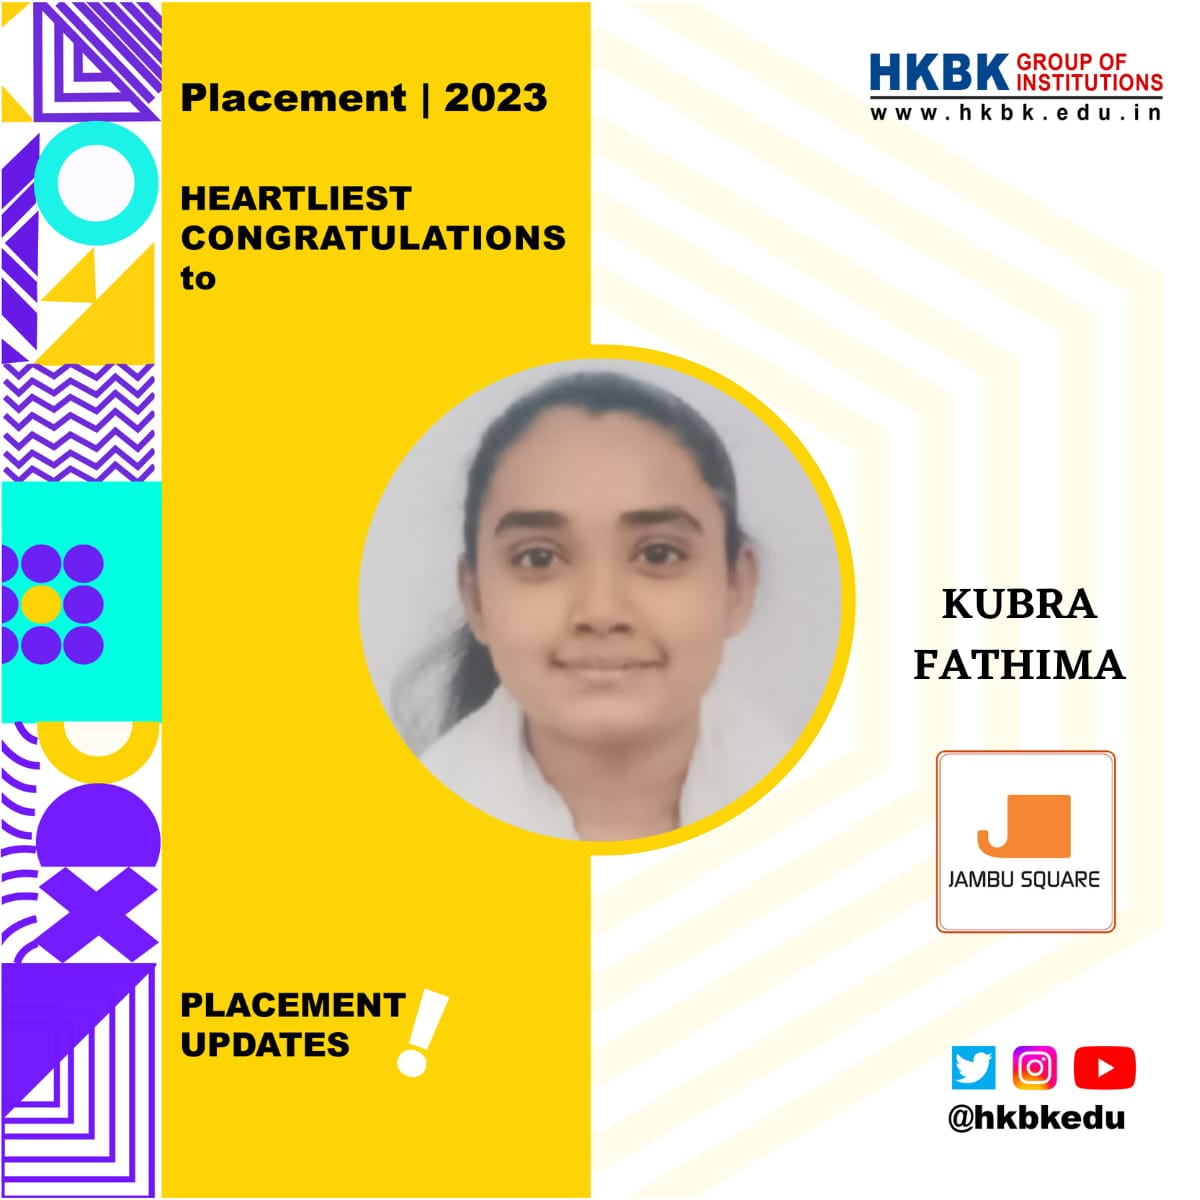 Placement | 2023
HKBK GROUP OF INSTITUTIONS
www.hkbk.edu.in
HEARTLIEST
CONGRATULATIONS
to
KUBRA
FATHIMA
JAMBU SQUARE
PLACEMENT
UPDATES!
@hkbkedu